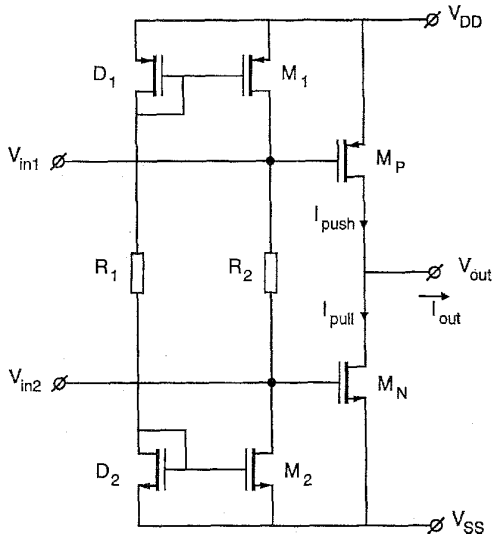 V_DD
D_1
M_1
V_in1
M_P
I_push
R_1
R_2
V_out
I_out
I_pull
V_in2
M_N
D_2
M_2
V_SS